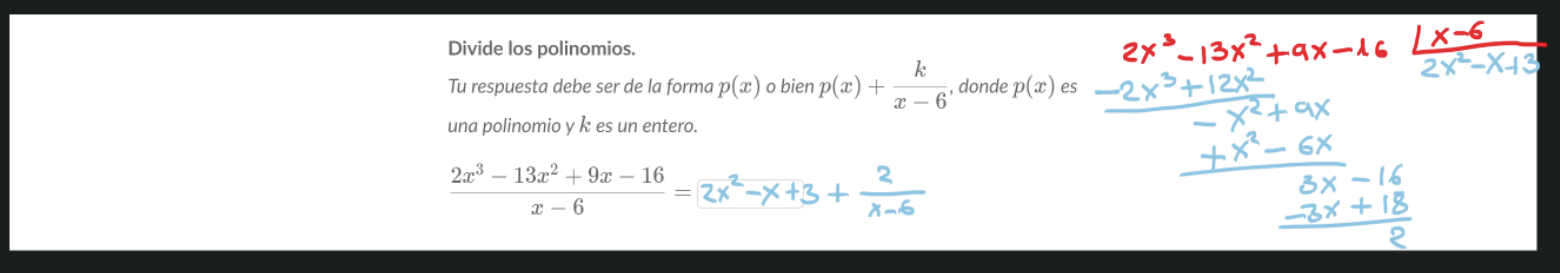 Divide los polinomios.
Tu respuesta debe ser de la forma p(x) o bien p(x) + k/(x − 6), donde p(x) es
una polinomio y k es un entero.
(2x³ − 13x² + 9x − 16)/(x − 6) = 2x²−x+3 + 2/(x−6)
2x³−13x²+9x−16 |x−6
−2x³+12x² 2x²−x+3
−x²+9x
+x²−6x
3x −16
−3x +18
2